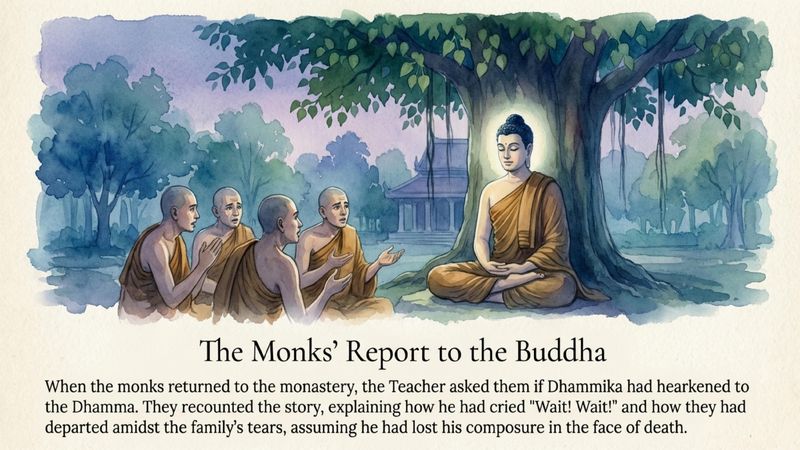 The Monks’ Report to the Buddha
When the monks returned to the monastery, the Teacher asked them if Dhammika had hearkened to
the Dhamma. They recounted the story, explaining how he had cried "Wait! Wait!" and how they had
departed amidst the family’s tears, assuming he had lost his composure in the face of death.